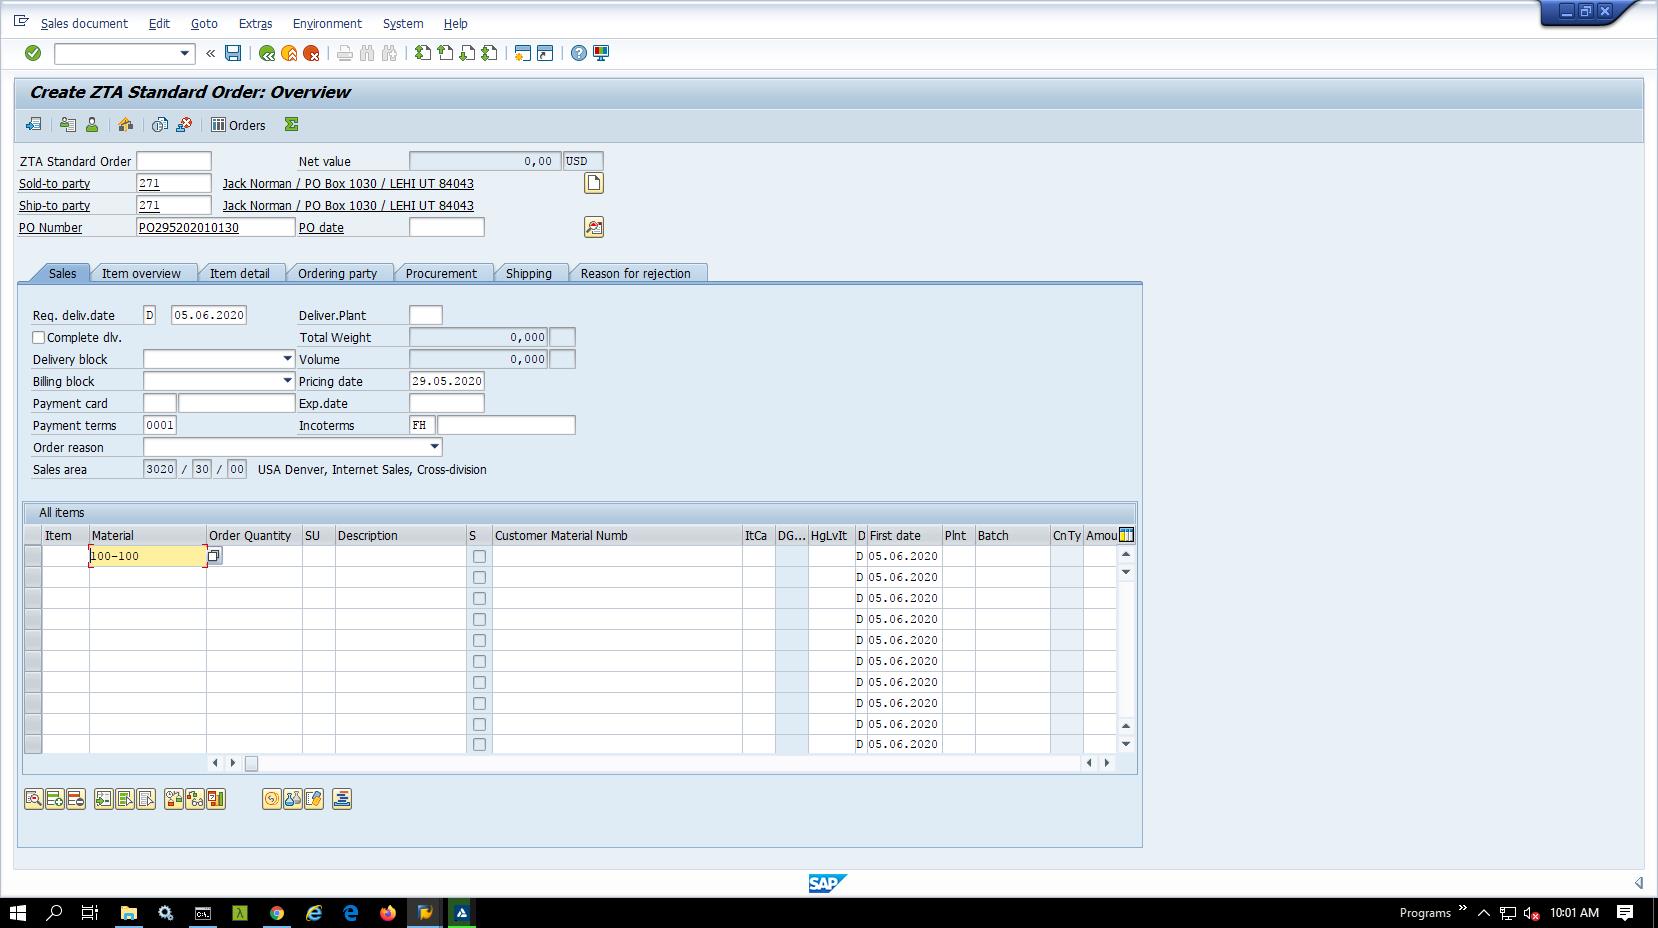 Sales document Edit Goto Extras Environment System Help
«
Create ZTA Standard Order: Overview
Orders
ZTA Standard Order Net value 0,00 USD
Sold-to party 271 Jack Norman / PO Box 1030 / LEHI UT 84043
Ship-to party 271 Jack Norman / PO Box 1030 / LEHI UT 84043
PO Number PO295202010130 PO date
Sales Item overview Item detail Ordering party Procurement Shipping Reason for rejection
Req. deliv.date D 05.06.2020 Deliver.Plant
Complete dlv. Total Weight 0,000
Delivery block Volume 0,000
Billing block Pricing date 29.05.2020
Payment card Exp.date
Payment terms 0001 Incoterms FH
Order reason
Sales area 3020 / 30 / 00 USA Denver, Internet Sales, Cross-division
All items
Item Material Order Quantity SU Description S Customer Material Numb ItCa DG... HgLvIt D First date Plnt Batch CnTy Amou
100-100 D 05.06.2020
D 05.06.2020
D 05.06.2020
D 05.06.2020
D 05.06.2020
D 05.06.2020
D 05.06.2020
D 05.06.2020
D 05.06.2020
D 05.06.2020
SAP
Programs » 10:01 AM